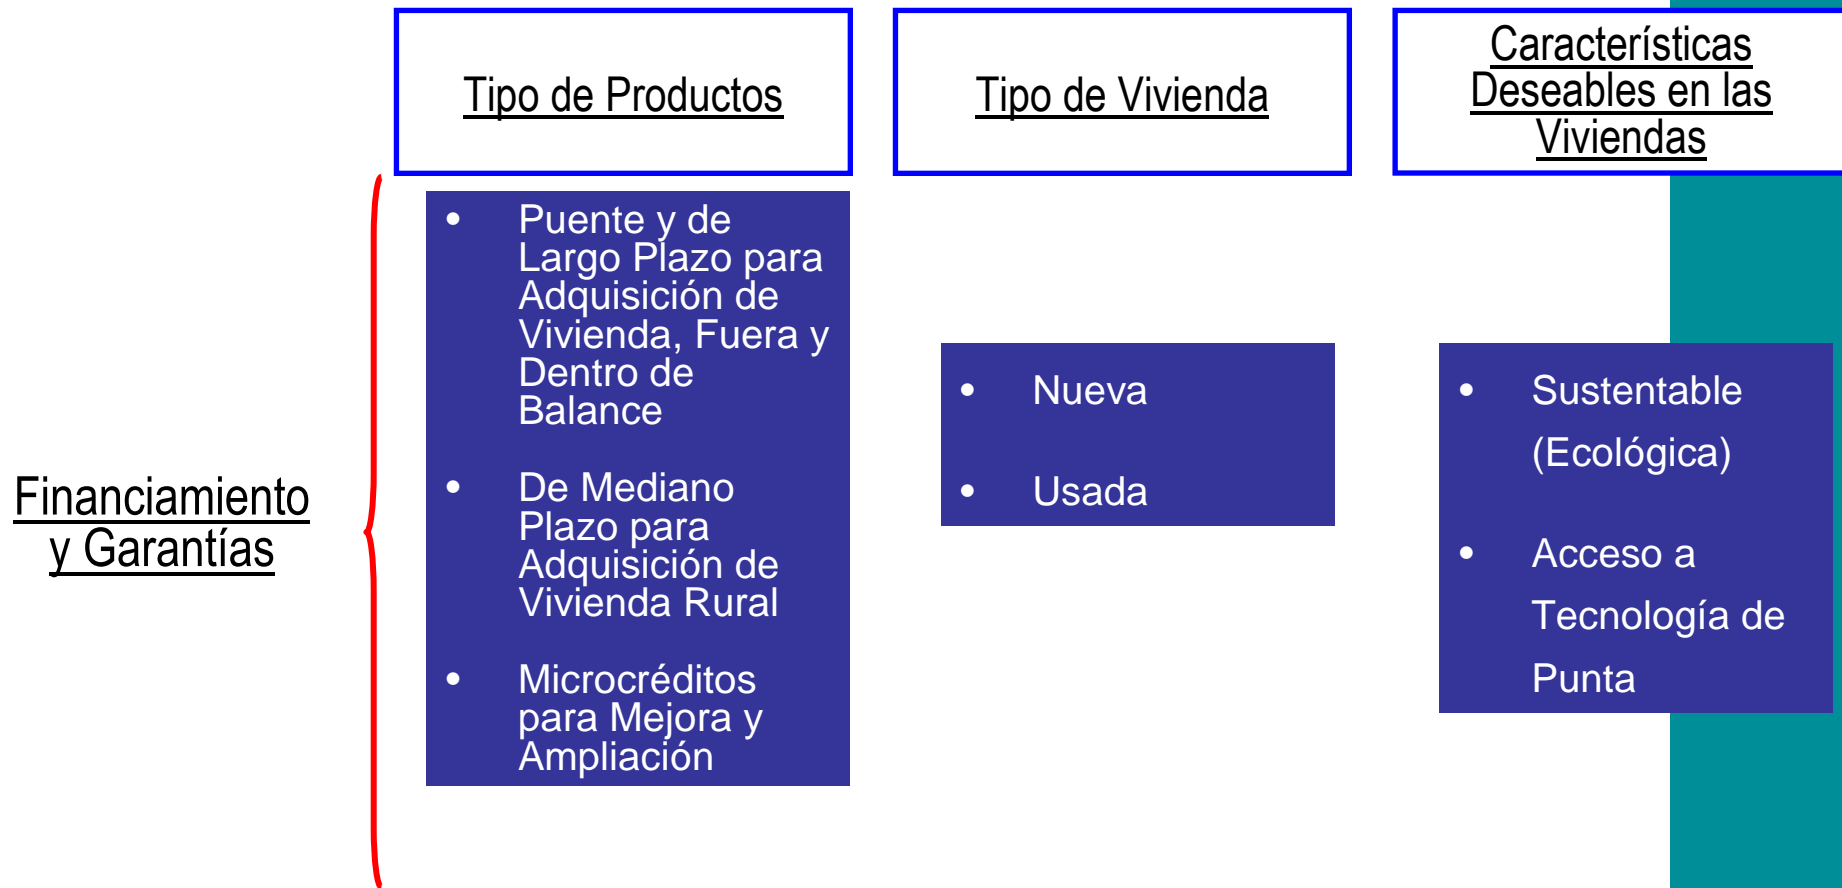 Tipo de Productos
Tipo de Vivienda
Características
Deseables en las
Viviendas
Financiamiento
y Garantías
• Puente y de
Largo Plazo para
Adquisición de
Vivienda, Fuera y
Dentro de
Balance
• De Mediano
Plazo para
Adquisición de
Vivienda Rural
• Microcréditos
para Mejora y
Ampliación
• Nueva
• Usada
• Sustentable
(Ecológica)
• Acceso a
Tecnología de
Punta